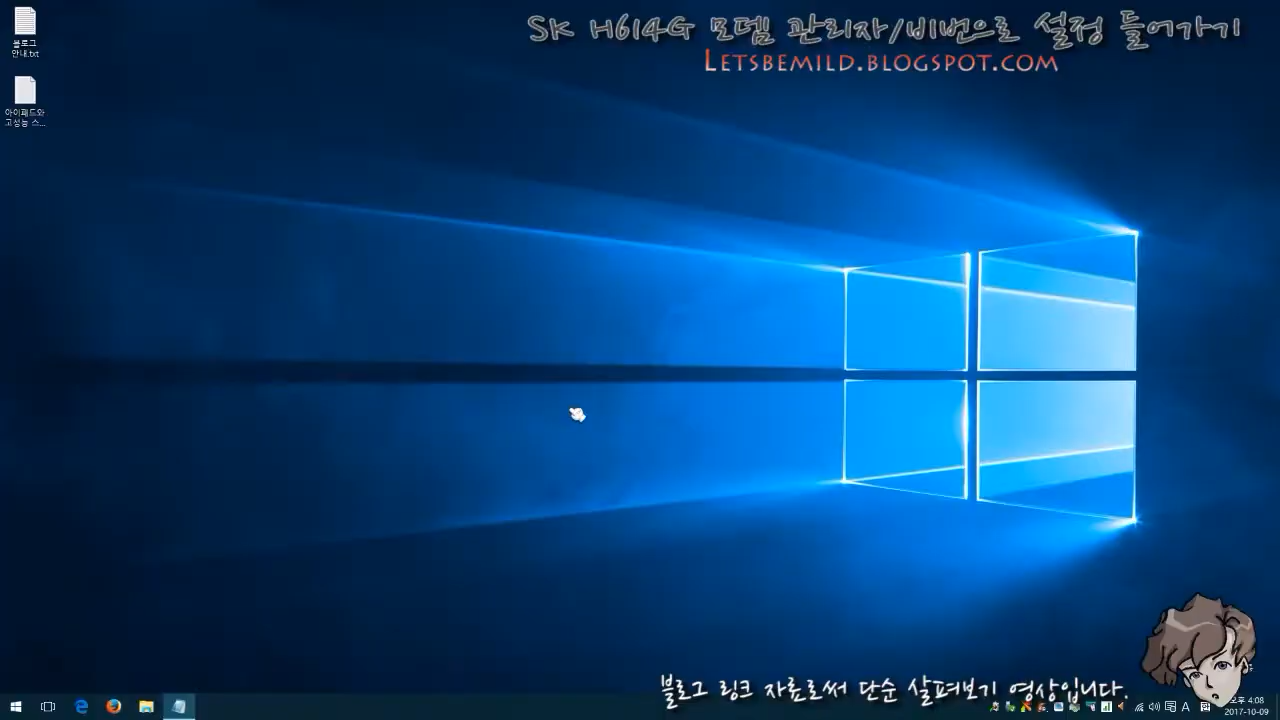 블로그
안내.txt
아이패드와
고성능 스...
SK H614G 모뎀 관리자/비번으로 설정 들어가기
LETSBEMILD.BLOGSPOT.COM
블로그 링크 자료로써 단순 살펴보기 영상입니다.
A
오후 4:08
2017-10-09